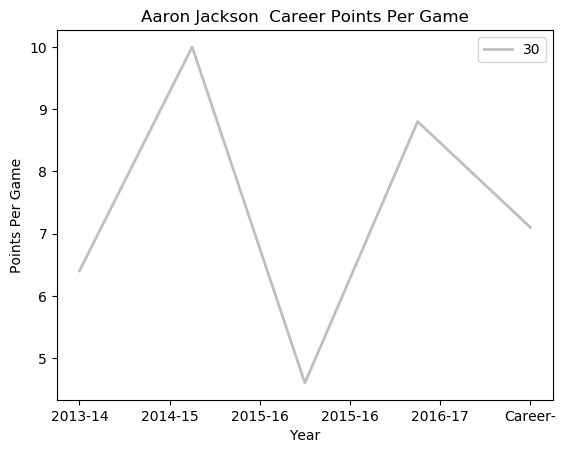 Aaron Jackson  Career Points Per Game
30
10
9
8
7
6
5
Points Per Game
2013-14 2014-15 2015-16 2015-16 2016-17 Career-
Year